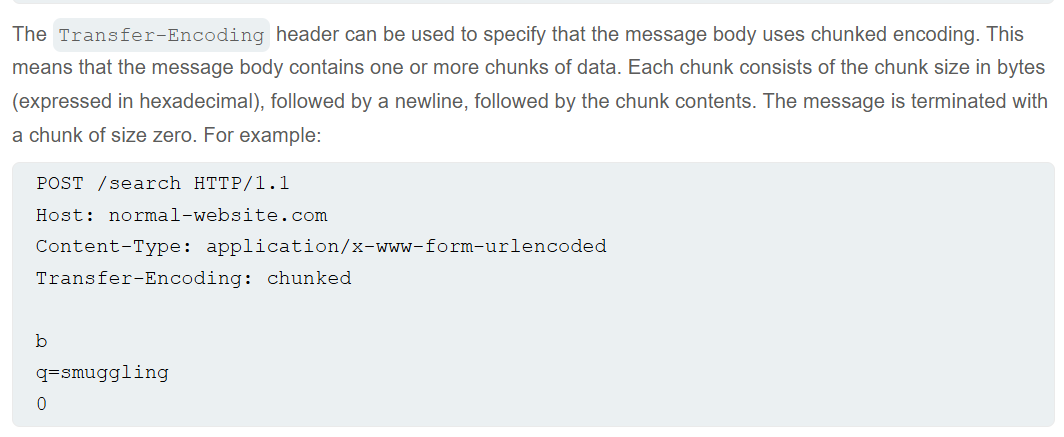 The Transfer-Encoding header can be used to specify that the message body uses chunked encoding. This
means that the message body contains one or more chunks of data. Each chunk consists of the chunk size in bytes
(expressed in hexadecimal), followed by a newline, followed by the chunk contents. The message is terminated with
a chunk of size zero. For example:
POST /search HTTP/1.1
Host: normal-website.com
Content-Type: application/x-www-form-urlencoded
Transfer-Encoding: chunked

b
q=smuggling
0